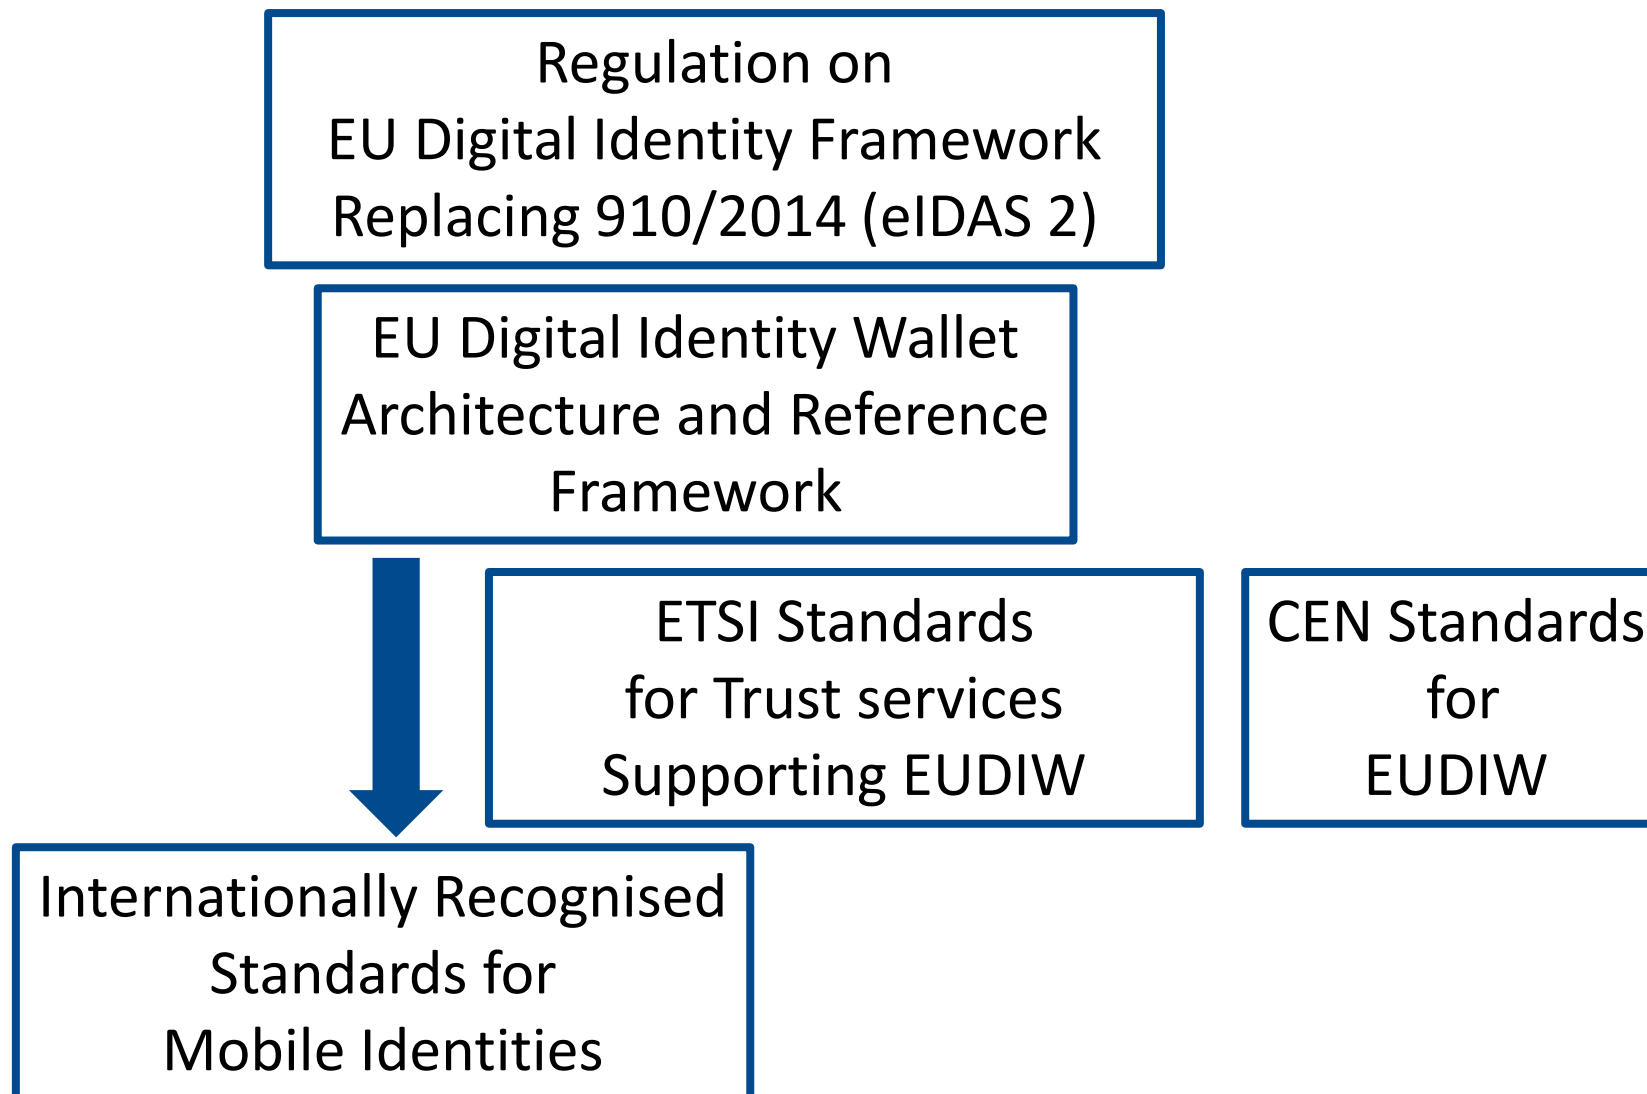 Regulation on
EU Digital Identity Framework
Replacing 910/2014 (eIDAS 2)
EU Digital Identity Wallet
Architecture and Reference
Framework
ETSI Standards
for Trust services
Supporting EUDIW
CEN Standards
for
EUDIW
Internationally Recognised
Standards for
Mobile Identities